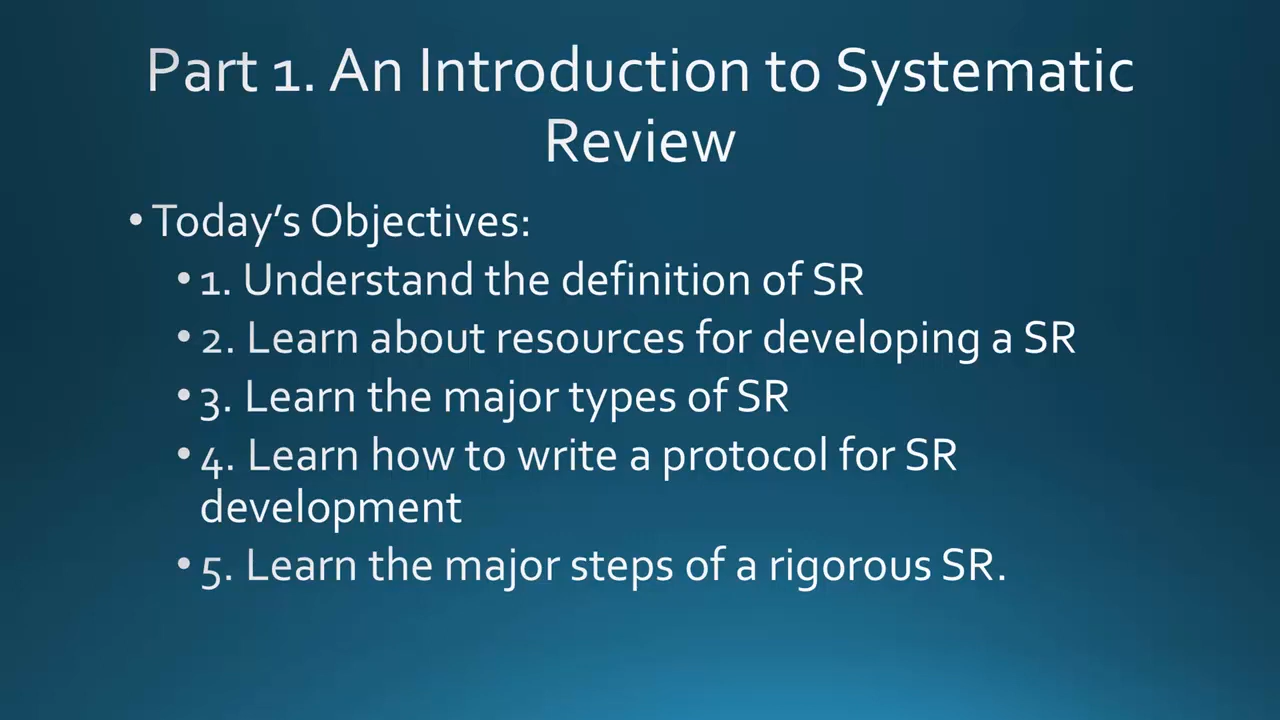 Part 1. An Introduction to Systematic
Review
• Today’s Objectives:
• 1. Understand the definition of SR
• 2. Learn about resources for developing a SR
• 3. Learn the major types of SR
• 4. Learn how to write a protocol for SR
development
• 5. Learn the major steps of a rigorous SR.